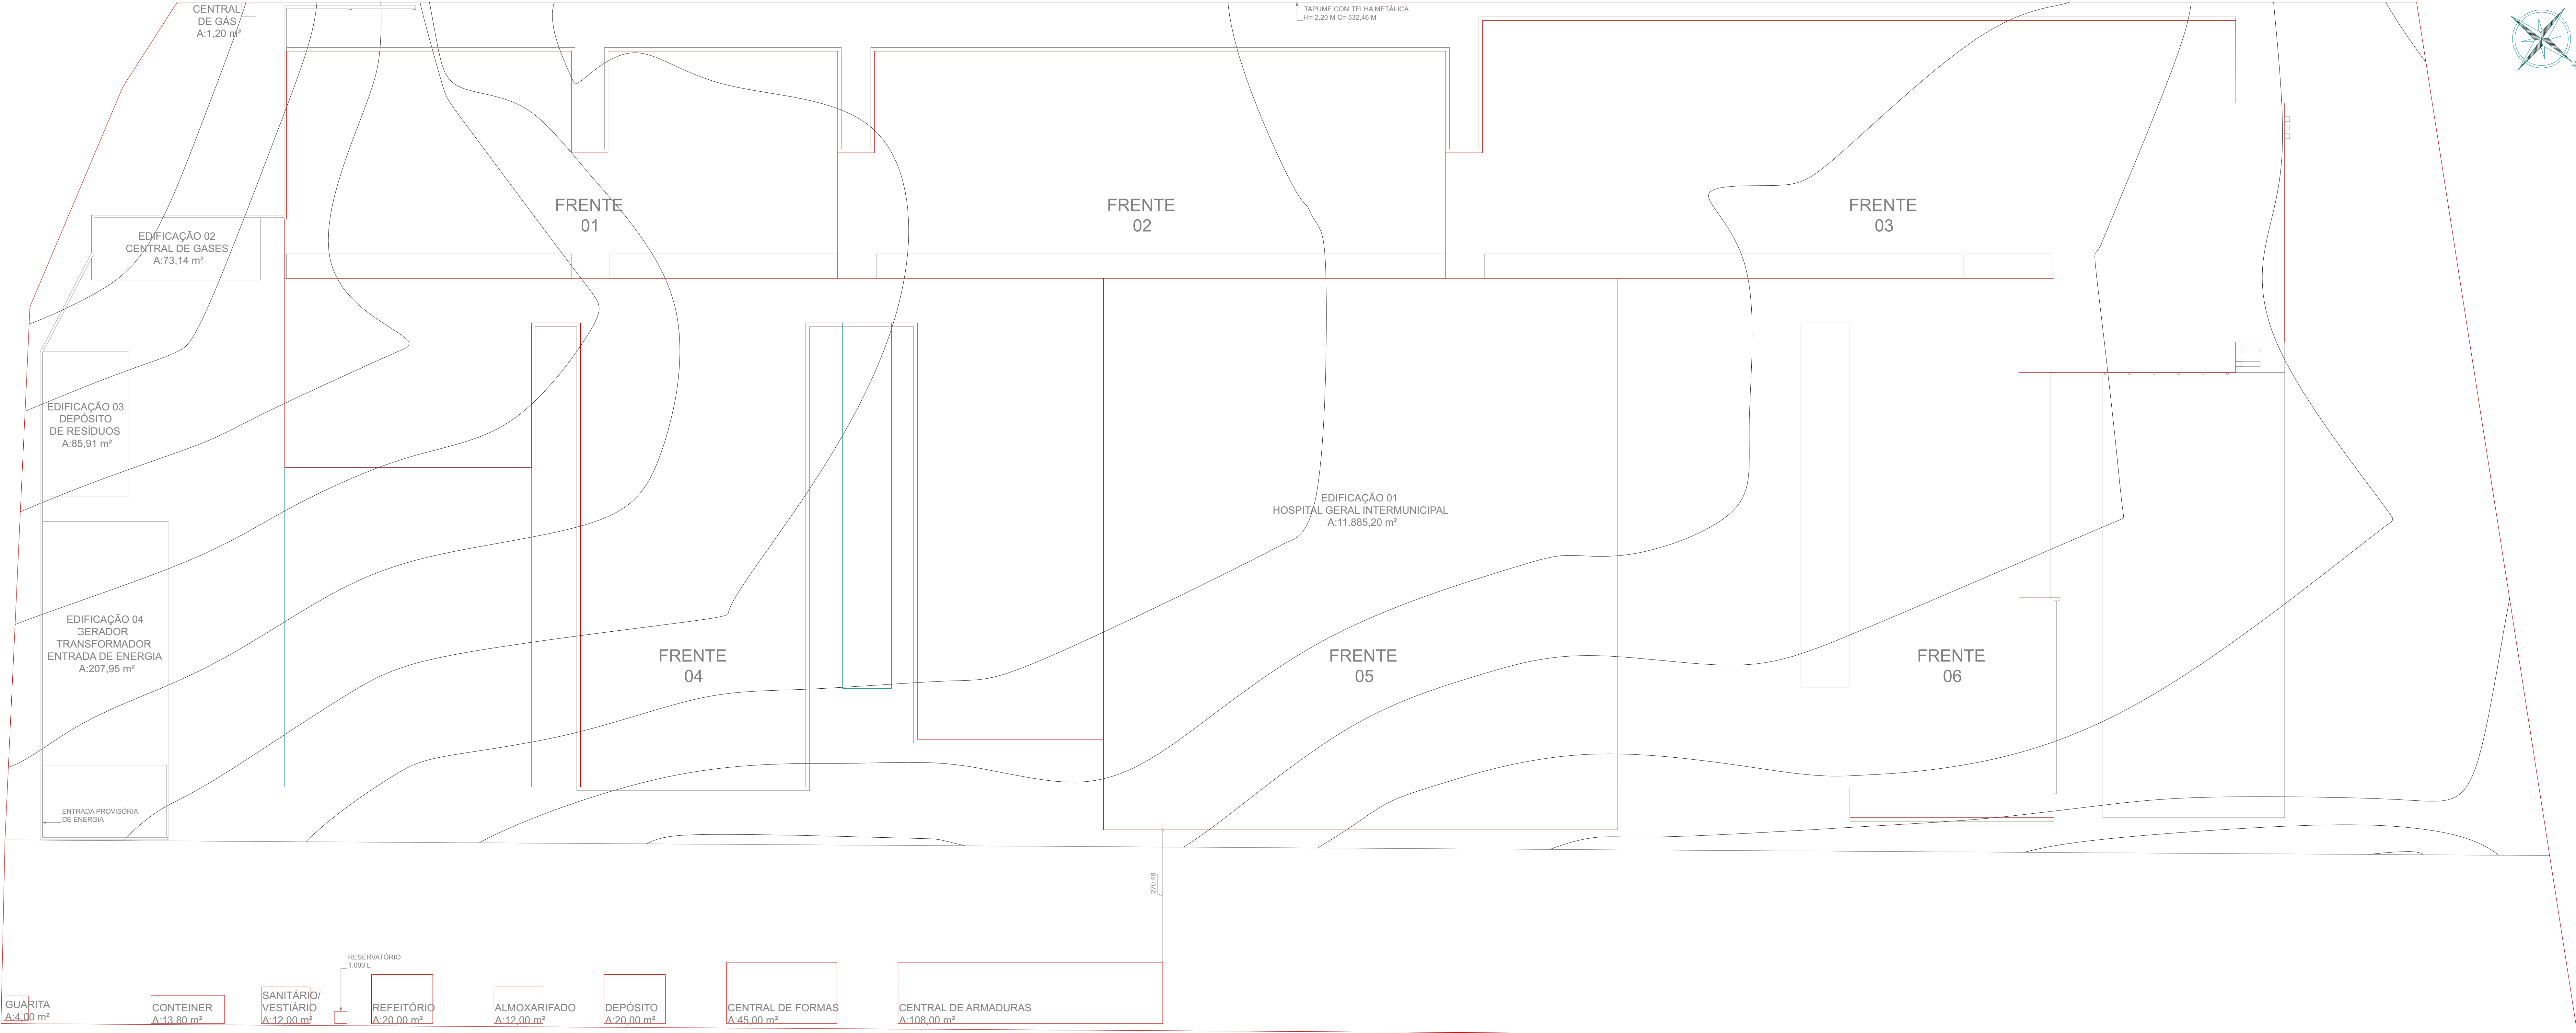 CENTRAL
DE GÁS
A:1,20 m²
TAPUME COM TELHA METÁLICA
H= 2,20 M C= 532,46 M
FRENTE
01
FRENTE
02
FRENTE
03
EDIFICAÇÃO 02
CENTRAL DE GASES
A:73,14 m²
EDIFICAÇÃO 03
DEPÓSITO
DE RESÍDUOS
A:85,91 m²
EDIFICAÇÃO 01
HOSPITAL GERAL INTERMUNICIPAL
A:11.885,20 m²
EDIFICAÇÃO 04
GERADOR
TRANSFORMADOR
ENTRADA DE ENERGIA
A:207,95 m²
FRENTE
04
FRENTE
05
FRENTE
06
ENTRADA PROVISÓRIA
DE ENERGIA
270.48
RESERVATÓRIO
1.000 L
GUARITA
A:4,00 m²
CONTEINER
A:13,80 m²
SANITÁRIO/
VESTIÁRIO
A:12,00 m²
REFEITÓRIO
A:20,00 m²
ALMOXARIFADO
A:12,00 m²
DEPÓSITO
A:20,00 m²
CENTRAL DE FORMAS
A:45,00 m²
CENTRAL DE ARMADURAS
A:108,00 m²